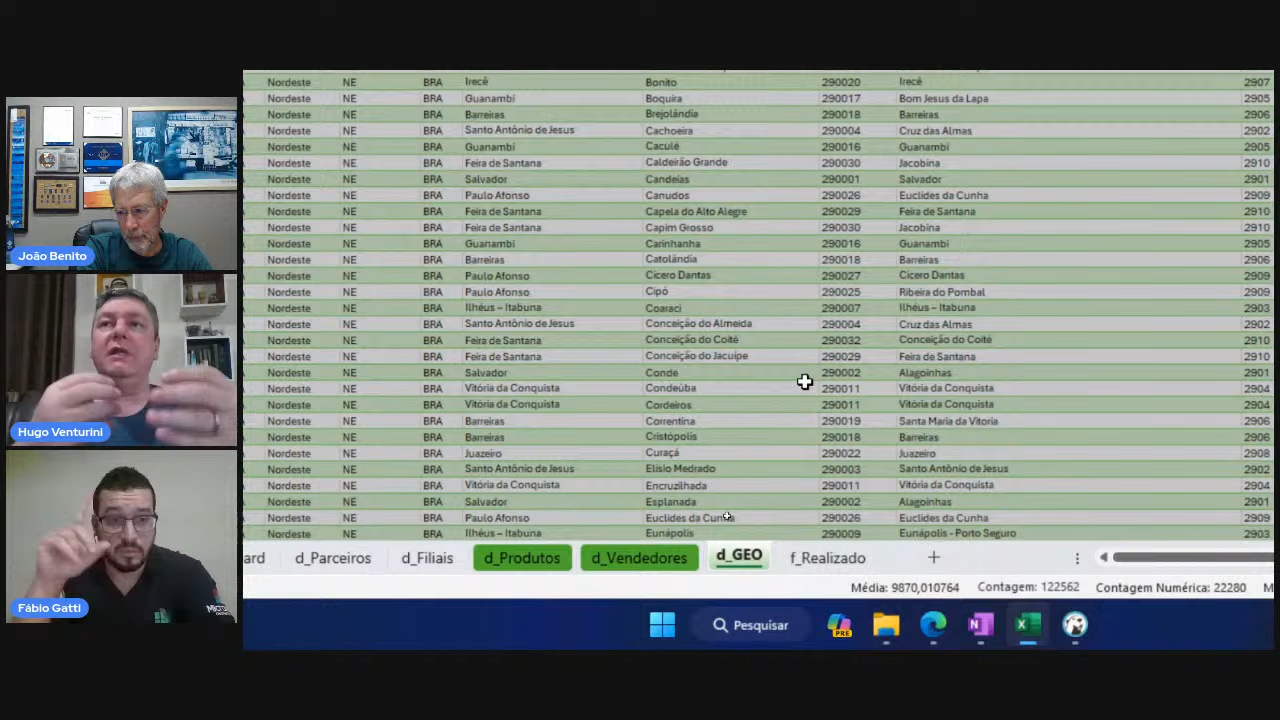 João Benito
Hugo Venturini
Fábio Gatti
Nordeste NE BRA Irecê Bonito 290020 Irecê 2907
Nordeste NE BRA Guanambi Boquira 290017 Bom Jesus da Lapa 2905
Nordeste NE BRA Barreiras Brejolândia 290018 Barreiras 2906
Nordeste NE BRA Santo Antônio de Jesus Cachoeira 290004 Cruz das Almas 2902
Nordeste NE BRA Guanambi Caculé 290016 Guanambi 2905
Nordeste NE BRA Feira de Santana Caldeirão Grande 290030 Jacobina 2910
Nordeste NE BRA Salvador Candeias 290001 Salvador 2901
Nordeste NE BRA Paulo Afonso Canudos 290026 Euclides da Cunha 2909
Nordeste NE BRA Feira de Santana Capela do Alto Alegre 290029 Feira de Santana 2910
Nordeste NE BRA Feira de Santana Capim Grosso 290030 Jacobina 2910
Nordeste NE BRA Guanambi Carinhanha 290016 Guanambi 2905
Nordeste NE BRA Barreiras Catolândia 290018 Barreiras 2906
Nordeste NE BRA Paulo Afonso Cícero Dantas 290027 Cícero Dantas 2909
Nordeste NE BRA Paulo Afonso Cipó 290025 Ribeira do Pombal 2909
Nordeste NE BRA Ilhéus – Itabuna Coaraci 290007 Ilhéus – Itabuna 2903
Nordeste NE BRA Santo Antônio de Jesus Conceição do Almeida 290004 Cruz das Almas 2902
Nordeste NE BRA Feira de Santana Conceição do Coité 290032 Conceição do Coité 2910
Nordeste NE BRA Feira de Santana Conceição do Jacuípe 290029 Feira de Santana 2910
Nordeste NE BRA Salvador Conde 290002 Alagoinhas 2901
Nordeste NE BRA Vitória da Conquista Condeúba 290011 Vitória da Conquista 2904
Nordeste NE BRA Vitória da Conquista Cordeiros 290011 Vitória da Conquista 2904
Nordeste NE BRA Barreiras Correntina 290019 Santa Maria da Vitória 2906
Nordeste NE BRA Barreiras Cristópolis 290018 Barreiras 2906
Nordeste NE BRA Juazeiro Curaçá 290022 Juazeiro 2908
Nordeste NE BRA Santo Antônio de Jesus Elísio Medrado 290003 Santo Antônio de Jesus 2902
Nordeste NE BRA Vitória da Conquista Encruzilhada 290011 Vitória da Conquista 2904
Nordeste NE BRA Salvador Esplanada 290002 Alagoinhas 2901
Nordeste NE BRA Paulo Afonso Euclides da Cunha 290026 Euclides da Cunha 2909
Nordeste NE BRA Ilhéus – Itabuna Eunápolis 290009 Eunápolis - Porto Seguro 2903
ard d_Parceiros d_Filiais d_Produtos d_Vendedores d_GEO f_Realizado
Média: 9870,010764 Contagem: 122562 Contagem Numérica: 22280 M
Pesquisar PRE